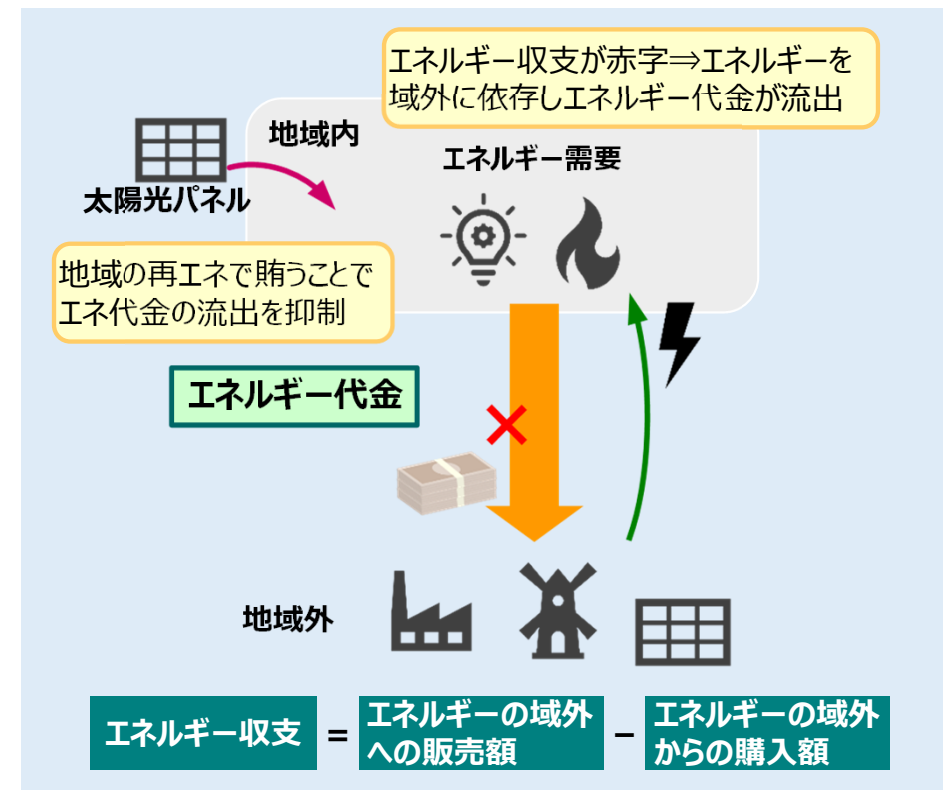 エネルギー収支が赤字⇒エネルギーを
域外に依存しエネルギー代金が流出
地域内
エネルギー需要
太陽光パネル
地域の再エネで賄うことで
エネ代金の流出を抑制
エネルギー代金
地域外
エネルギー収支
=
エネルギーの域外
への販売額
−
エネルギーの域外
からの購入額